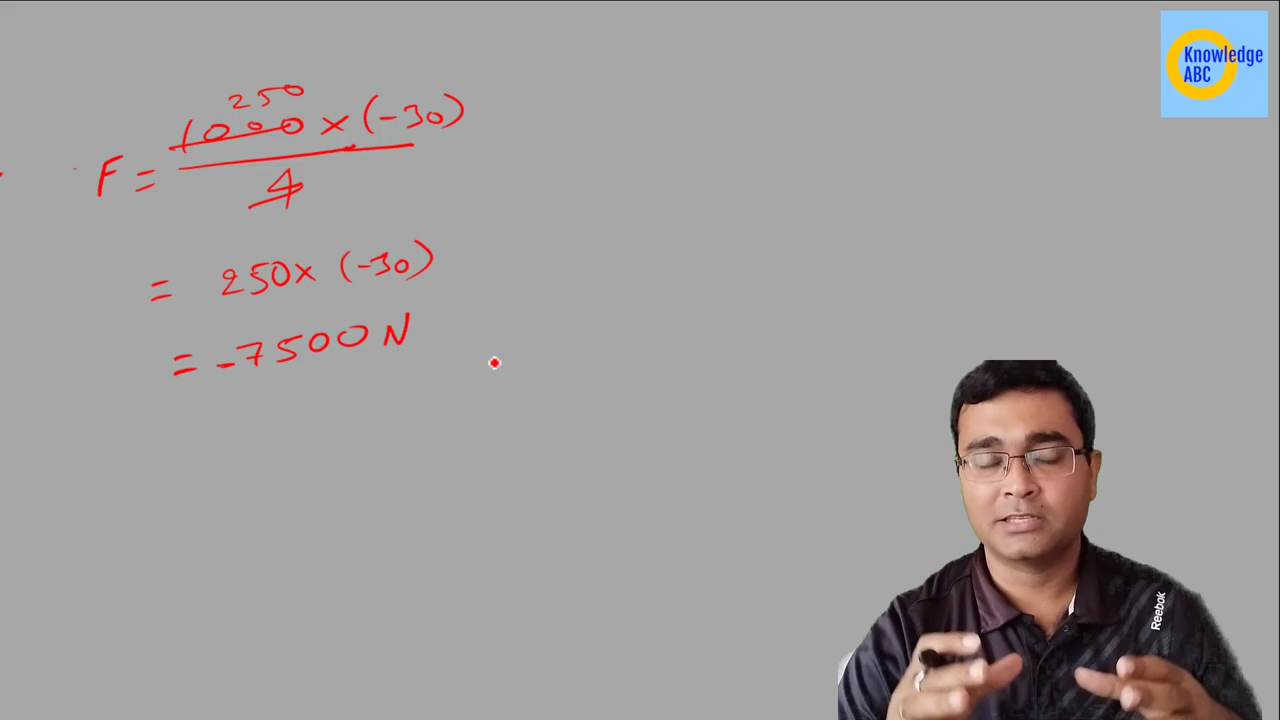 250
F = 1000 × (-30)
4
= 250 × (-30)
= -7500 N
Knowledge
ABC
Reebok